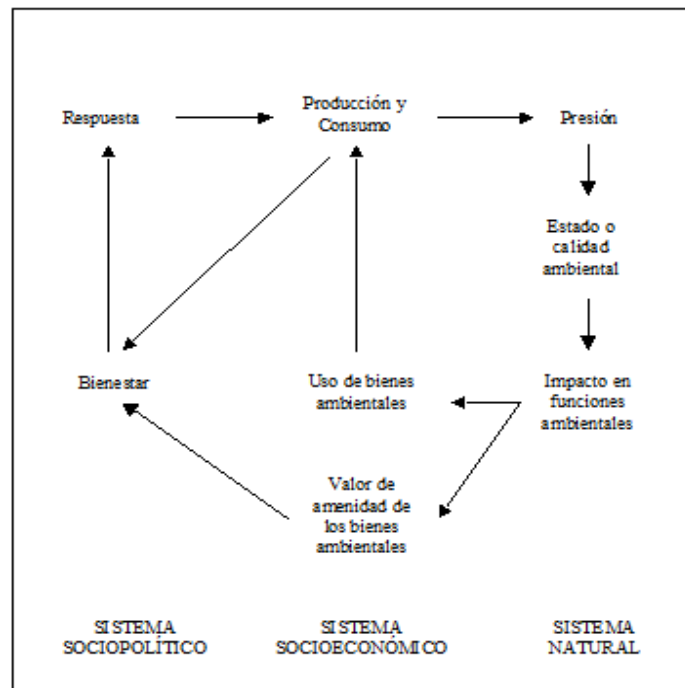 Respuesta
Producción y
Consumo
Presión
Estado o
calidad
ambiental
Bienestar
Uso de bienes
ambientales
Impacto en
funciones
ambientales
Valor de
amenidad de
los bienes
ambientales
SISTEMA
SOCIOPOLÍTICO
SISTEMA
SOCIOECONÓMICO
SISTEMA
NATURAL